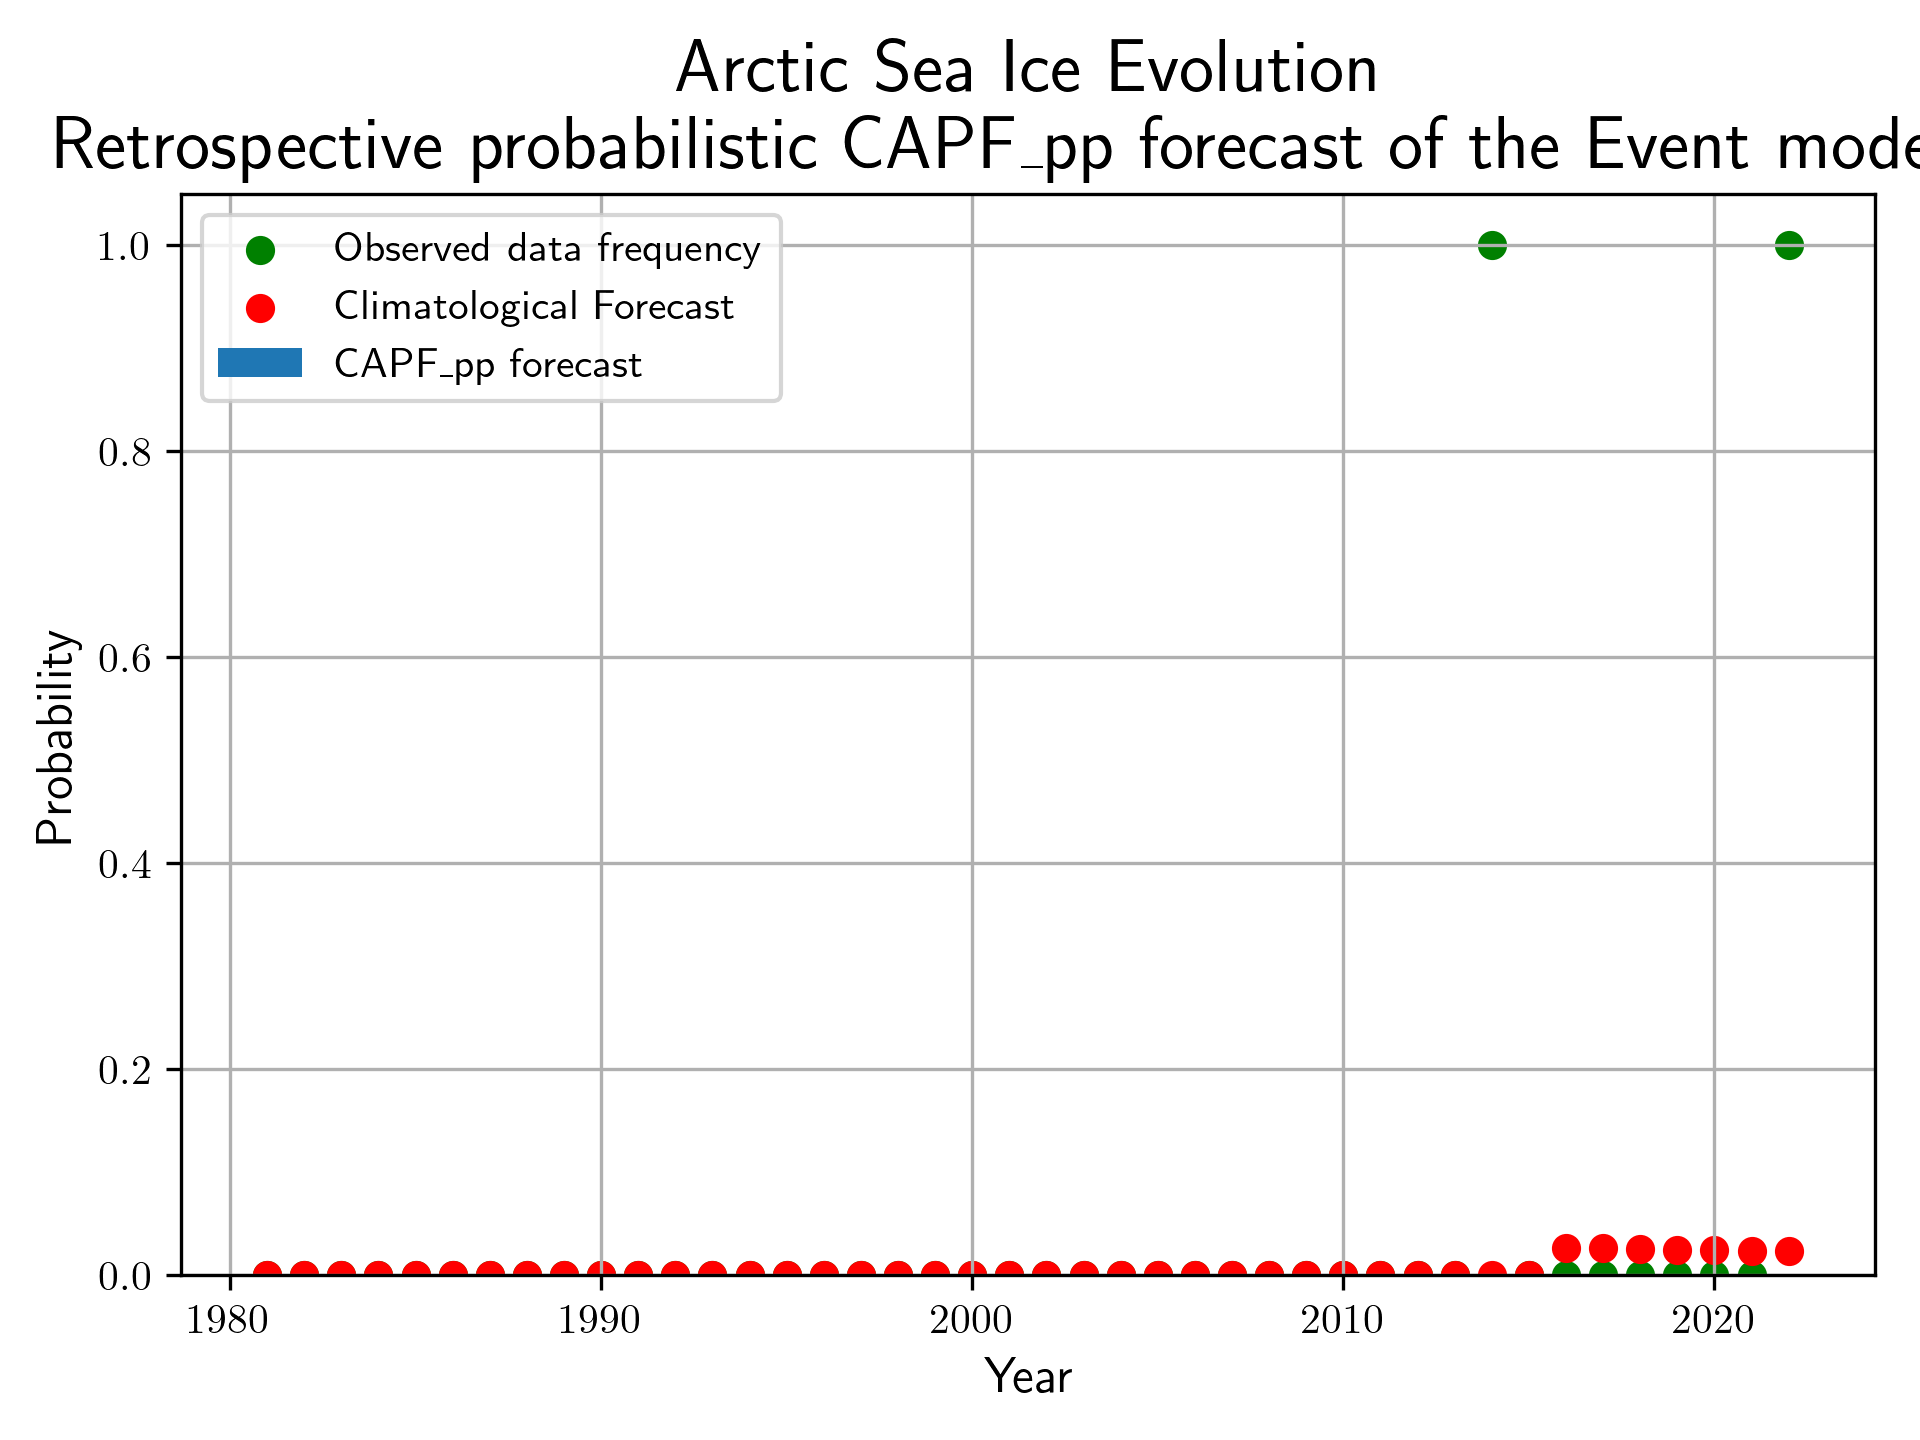 Arctic Sea Ice Evolution
Retrospective probabilistic CAPF_pp forecast of the Event mode
Observed data frequency
Climatological Forecast
CAPF_pp forecast
Probability
1.0
0.8
0.6
0.4
0.2
0.0
1980 1990 2000 2010 2020
Year